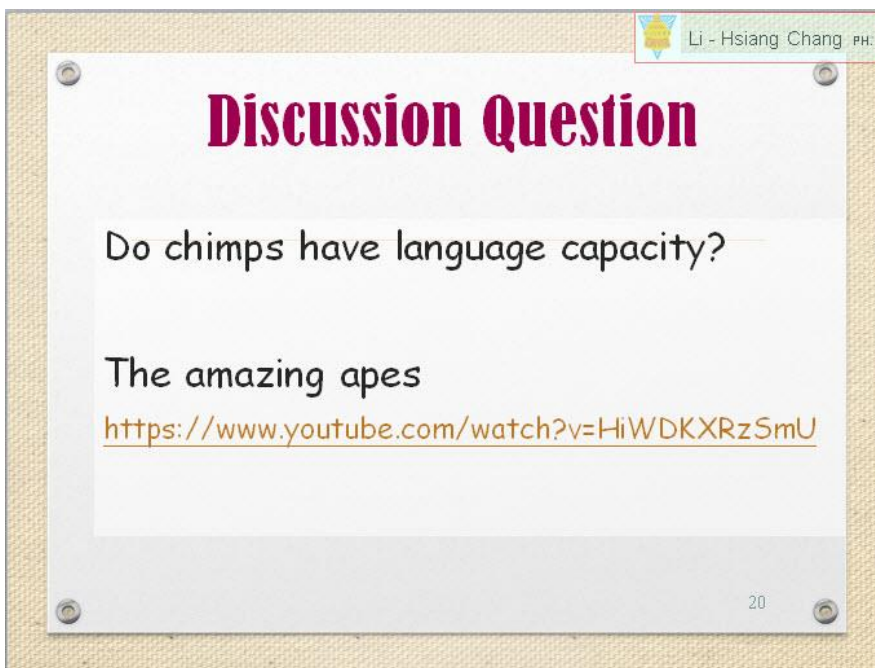 Li - Hsiang Chang PH.
Discussion Question
Do chimps have language capacity?
The amazing apes
https://www.youtube.com/watch?v=HiWDKXRzSmU
20